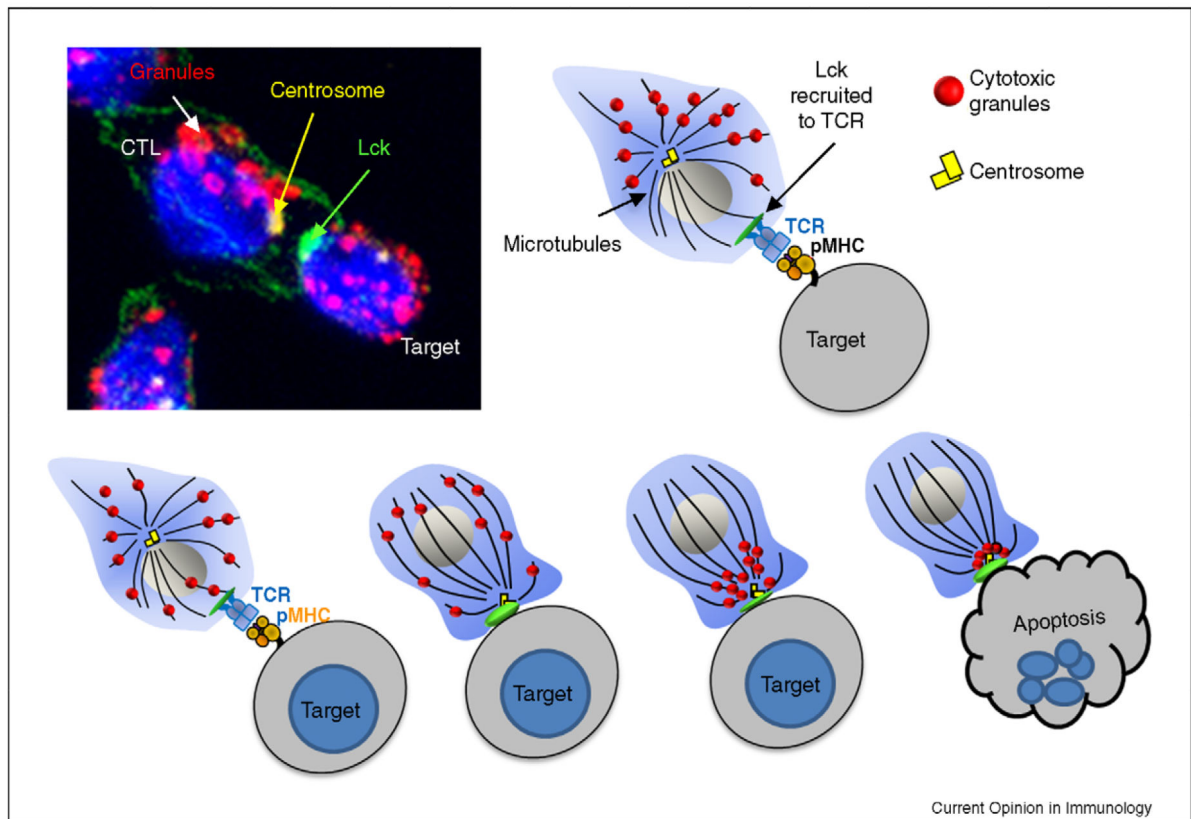 Granules
Centrosome
CTL
Lck
Target
Lck
recruited
to TCR
Microtubules
TCR
pMHC
Target
Cytotoxic
granules
Centrosome
TCR
pMHC
Target
Target
Target
Apoptosis
Current Opinion in Immunology